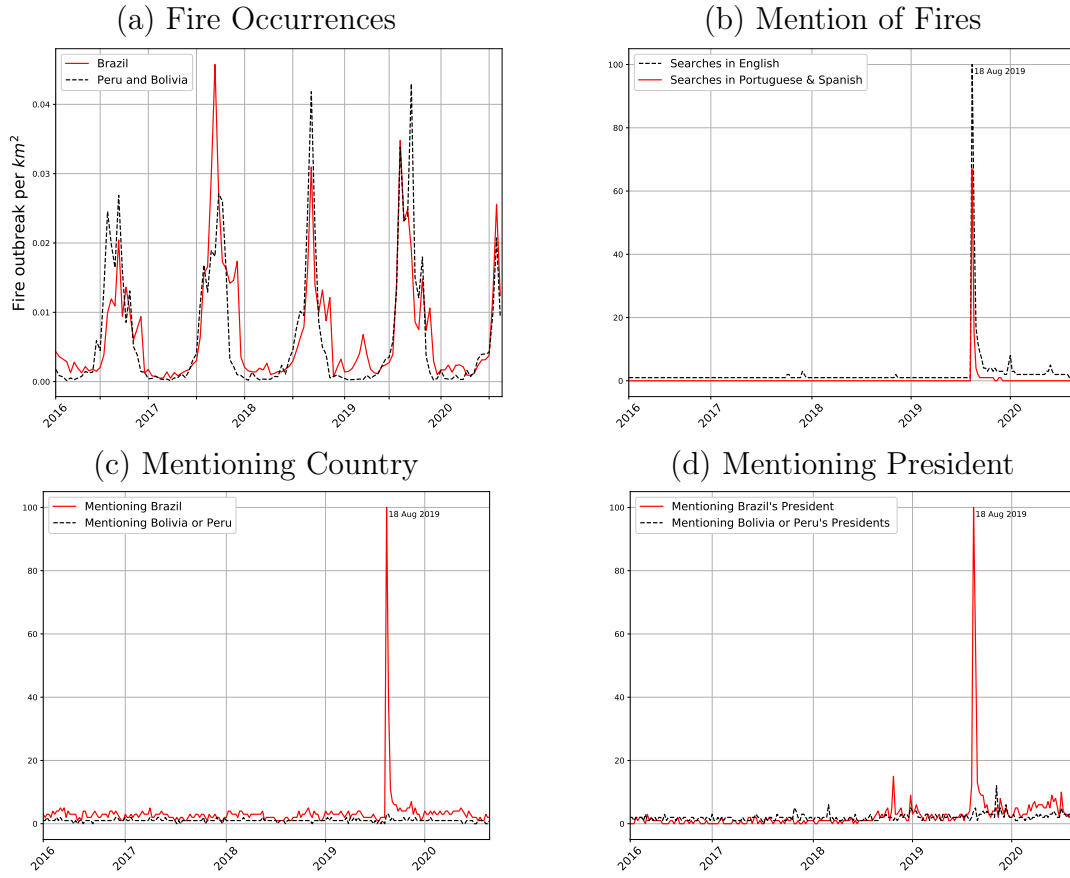 (a) Fire Occurrences
Brazil
Peru and Bolivia
Fire outbreak per km²
0.04
0.03
0.02
0.01
0.00
2016
2017
2018
2019
2020
(b) Mention of Fires
Searches in English
Searches in Portuguese & Spanish
18 Aug 2019
100
80
60
40
20
0
2016
2017
2018
2019
2020
(c) Mentioning Country
Mentioning Brazil
Mentioning Bolivia or Peru
18 Aug 2019
100
80
60
40
20
0
2016
2017
2018
2019
2020
(d) Mentioning President
Mentioning Brazil's President
Mentioning Bolivia or Peru's Presidents
18 Aug 2019
100
80
60
40
20
0
2016
2017
2018
2019
2020